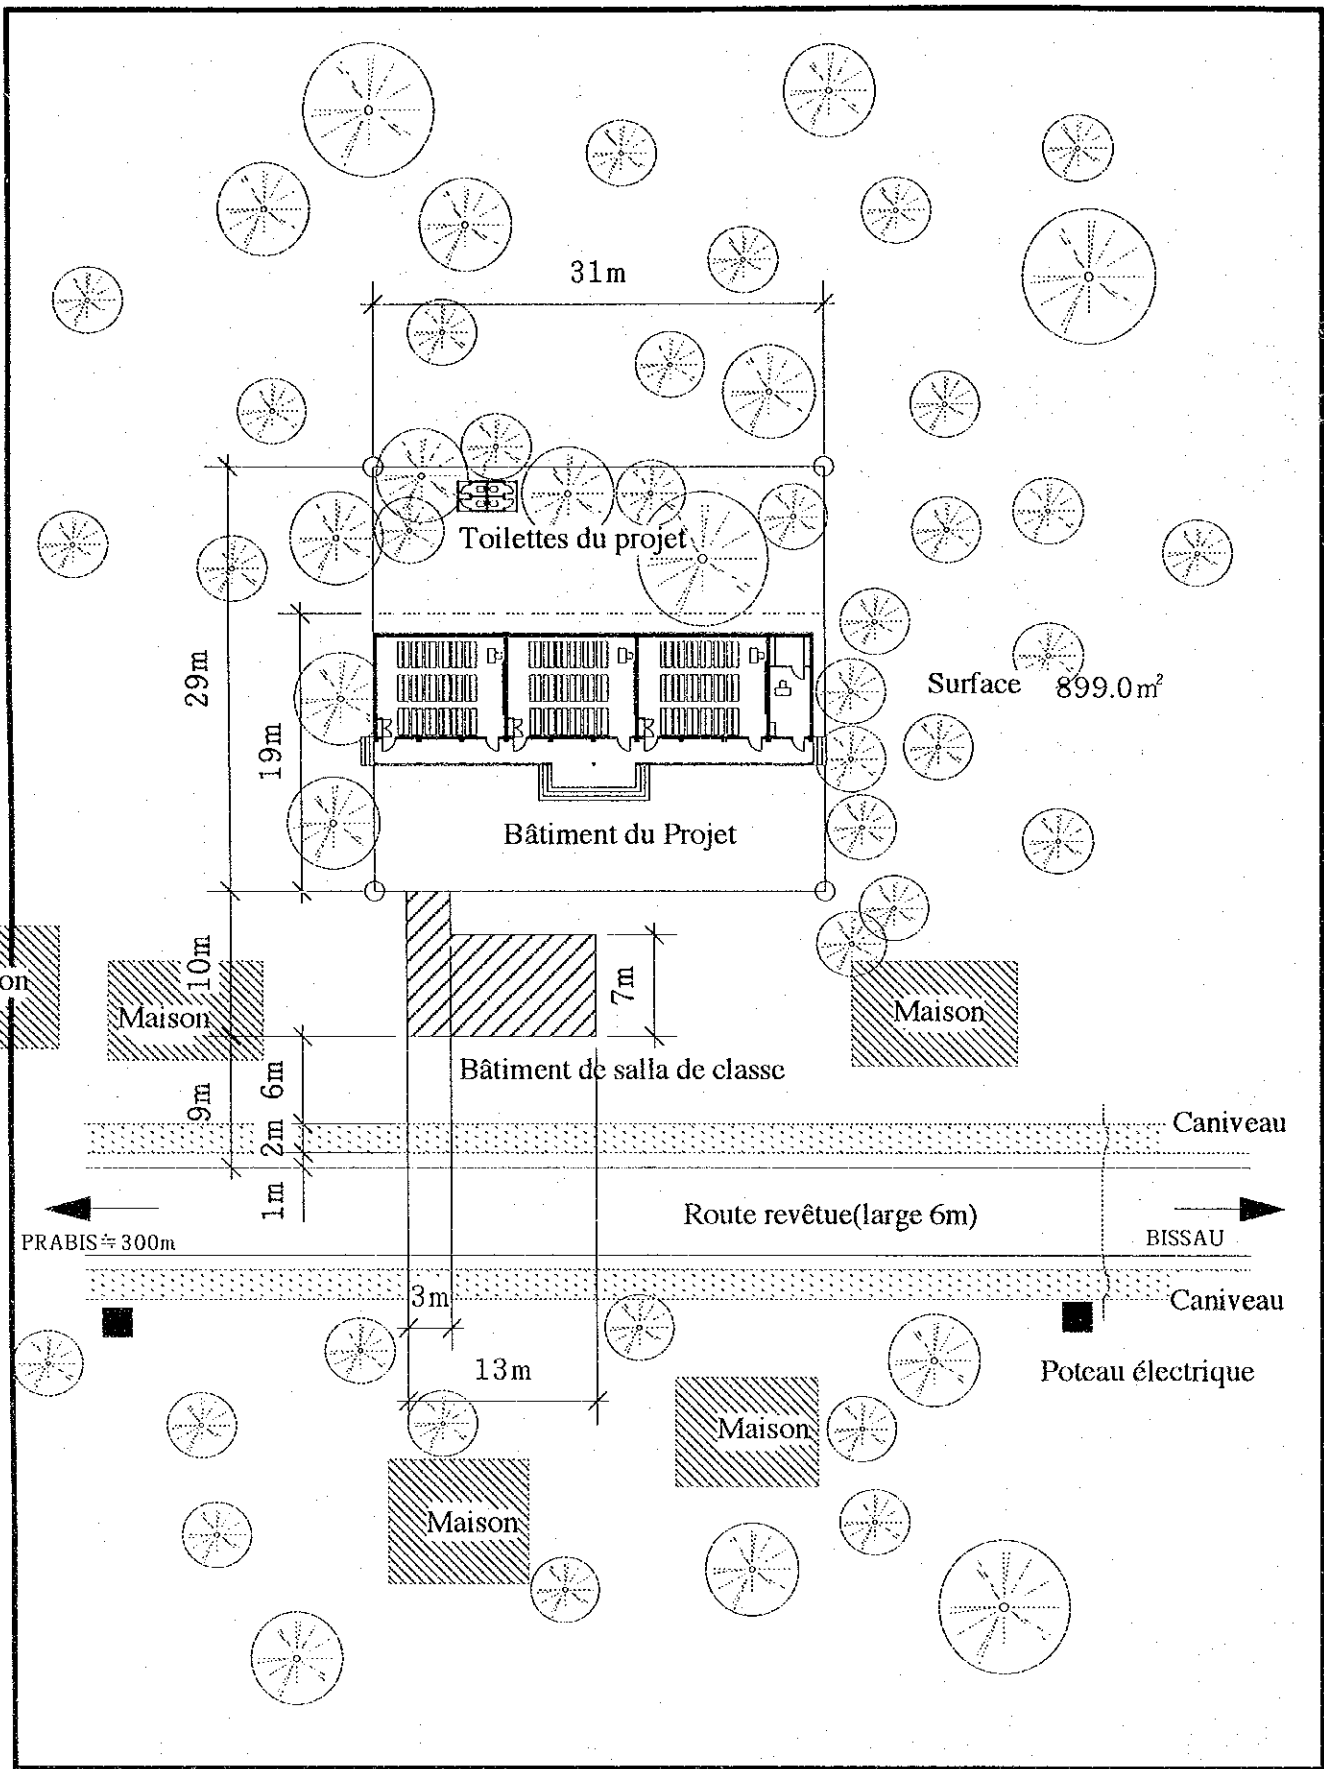 31m
Toilettes du projet
29m
19m
Surface 899.0m²
Bâtiment du Projet
10m
7m
on
Maison
Maison
Bâtiment de salla de classe
6m
9m
2m
Caniveau
1m
Route revêtue(large 6m)
PRABIS≒300m
BISSAU
3m
Caniveau
13m
Poteau électrique
Maison
Maison